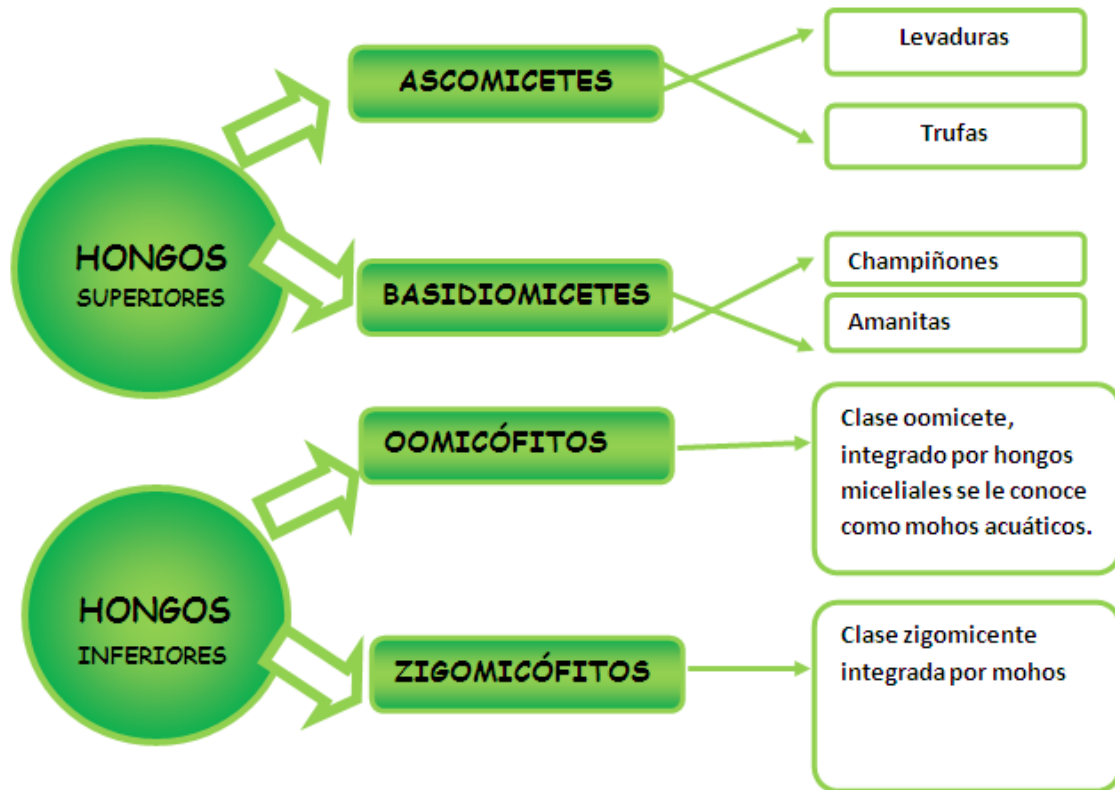 HONGOS
SUPERIORES
ASCOMICETES
Levaduras
Trufas
BASIDIOMICETES
Champiñones
Amanitas
HONGOS
INFERIORES
OOMICÓFITOS
Clase oomicete,
integrado por hongos
miceliales se le conoce
como mohos acuáticos.
ZIGOMICÓFITOS
Clase zigomicente
integrada por mohos